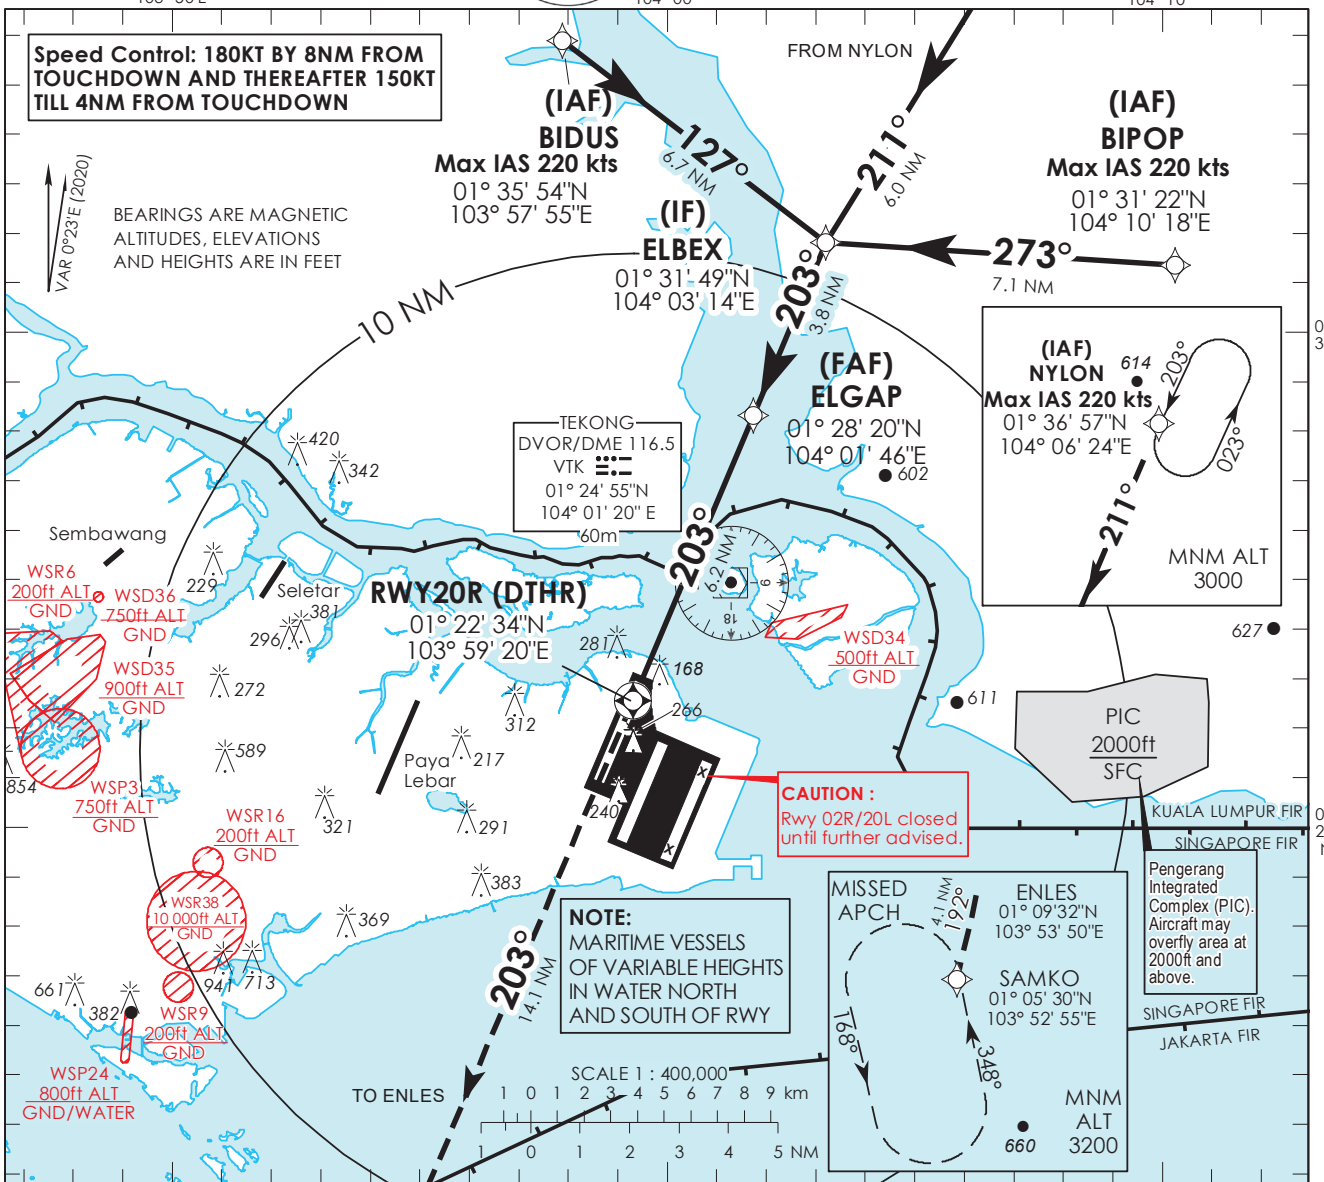 104° 00'
104° 10'
Speed Control: 180KT BY 8NM FROM
TOUCHDOWN AND THEREAFTER 150KT
TILL 4NM FROM TOUCHDOWN
FROM NYLON
(IAF)
BIDUS
Max IAS 220 kts
01° 35' 54"N
103° 57' 55"E
127°
6.7 NM
211°
6.0 NM
(IAF)
BIPOP
Max IAS 220 kts
01° 31' 22"N
104° 10' 18"E
VAR 0°23'E (2020)
BEARINGS ARE MAGNETIC
ALTITUDES, ELEVATIONS
AND HEIGHTS ARE IN FEET
(IF)
ELBEX
01° 31' 49"N
104° 03' 14"E
273°
7.1 NM
203°
3.8 NM
10 NM
(IAF)
NYLON
Max IAS 220 kts
01° 36' 57"N
104° 06' 24"E
614
203°
023°
211°
MNM ALT
3000
(FAF)
ELGAP
01° 28' 20"N
104° 01' 46"E
602
TEKONG
DVOR/DME 116.5
VTK
01° 24' 55"N
104° 01' 20" E
60m
420
342
Sembawang
229
Seletar
381
296
WSR6
200ft ALT
GND
WSD36
750ft ALT
GND
WSD35
900ft ALT
GND
203°
6.2 NM
9
18
RWY20R (DTHR)
01° 22' 34"N
103° 59' 20"E
281
168
266
WSD34
500ft ALT
GND
627
611
272
312
589
217
Paya
Lebar
854
WSP3
750ft ALT
GND
321
291
240
x
x
CAUTION :
Rwy 02R/20L closed
until further advised.
PIC
2000ft
SFC
KUALA LUMPUR FIR
SINGAPORE FIR
WSR16
200ft ALT
GND
383
369
WSR38
10 000ft ALT
GND
941
713
661
382
WSR9
200ft ALT
GND
WSP24
800ft ALT
GND/WATER
203°
14.1 NM
TO ENLES
NOTE:
MARITIME VESSELS
OF VARIABLE HEIGHTS
IN WATER NORTH
AND SOUTH OF RWY
MISSED
APCH
4.1 NM
192°
ENLES
01° 09'32"N
103° 53' 50"E
SAMKO
01° 05' 30"N
103° 52' 55"E
168°
348°
MNM
ALT
3200
660
Pengerang
Integrated
Complex (PIC).
Aircraft may
overfly area at
2000ft and
above.
SINGAPORE FIR
JAKARTA FIR
SCALE 1 : 400,000
1 0 1 2 3 4 5 6 7 8 9 km
1 0 1 2 3 4 5 NM